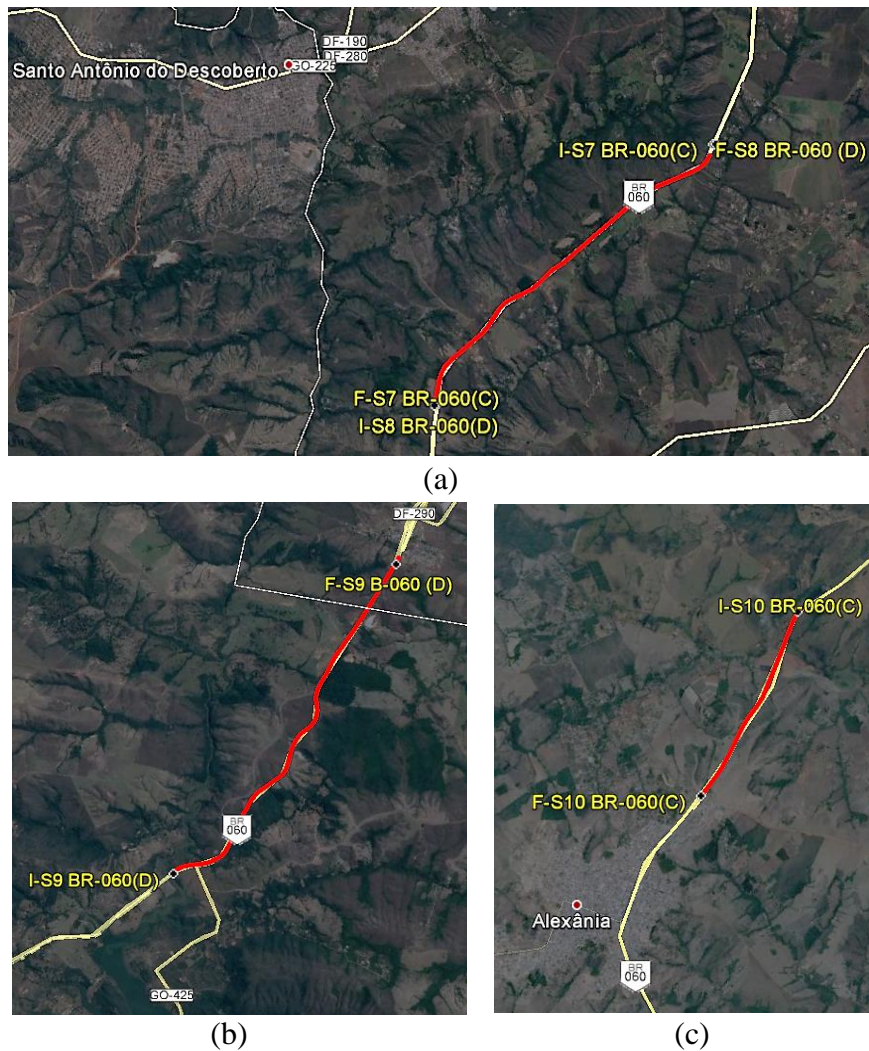 DF-190
DF-280
Santo Antônio do Descoberto
GO-225
I-S7 BR-060(C)
F-S8 BR-060 (D)
BR
060
F-S7 BR-060(C)
I-S8 BR-060(D)
(a)
DF-290
F-S9 B-060 (D)
BR
060
I-S9 BR-060(D)
GO-425
(b)
I-S10 BR-060(C)
F-S10 BR-060(C)
Alexânia
BR
060
(c)